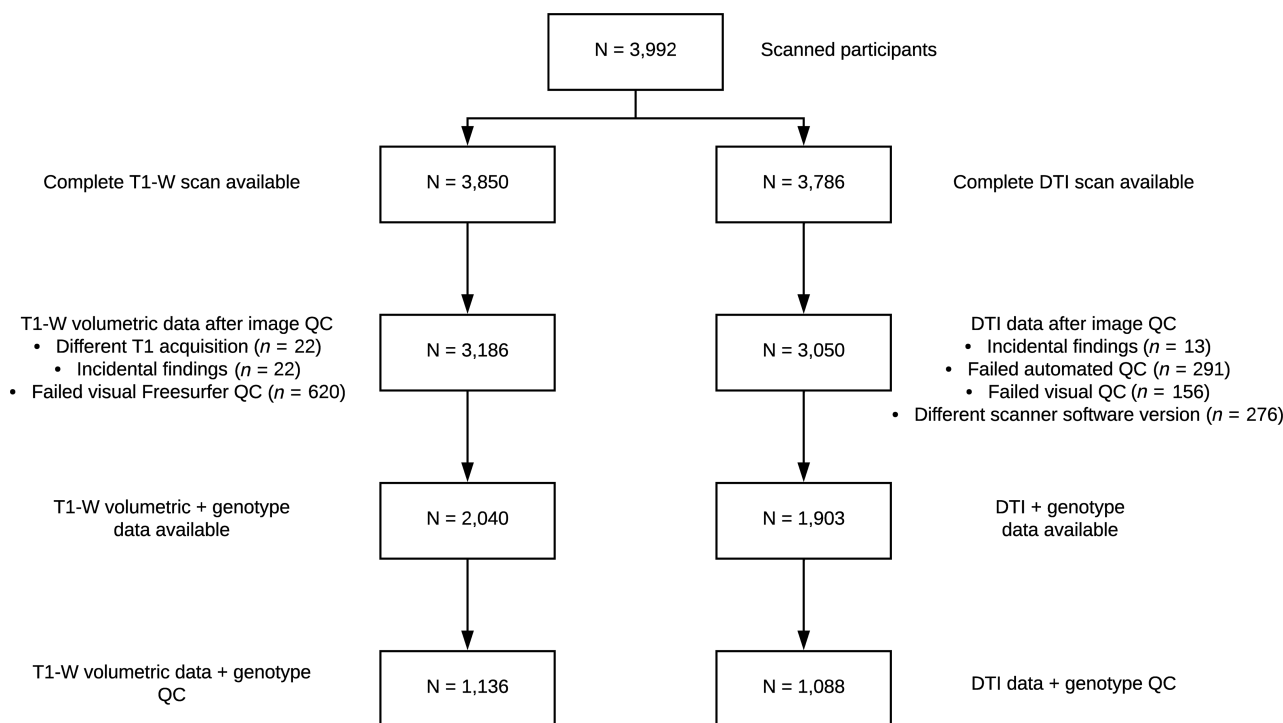 N = 3,992
Scanned participants
Complete T1-W scan available
N = 3,850
N = 3,786
Complete DTI scan available
T1-W volumetric data after image QC
• Different T1 acquisition (n = 22)
• Incidental findings (n = 22)
• Failed visual Freesurfer QC (n = 620)
N = 3,186
N = 3,050
DTI data after image QC
• Incidental findings (n = 13)
• Failed automated QC (n = 291)
• Failed visual QC (n = 156)
• Different scanner software version (n = 276)
T1-W volumetric + genotype
data available
N = 2,040
N = 1,903
DTI + genotype
data available
T1-W volumetric data + genotype
QC
N = 1,136
N = 1,088
DTI data + genotype QC